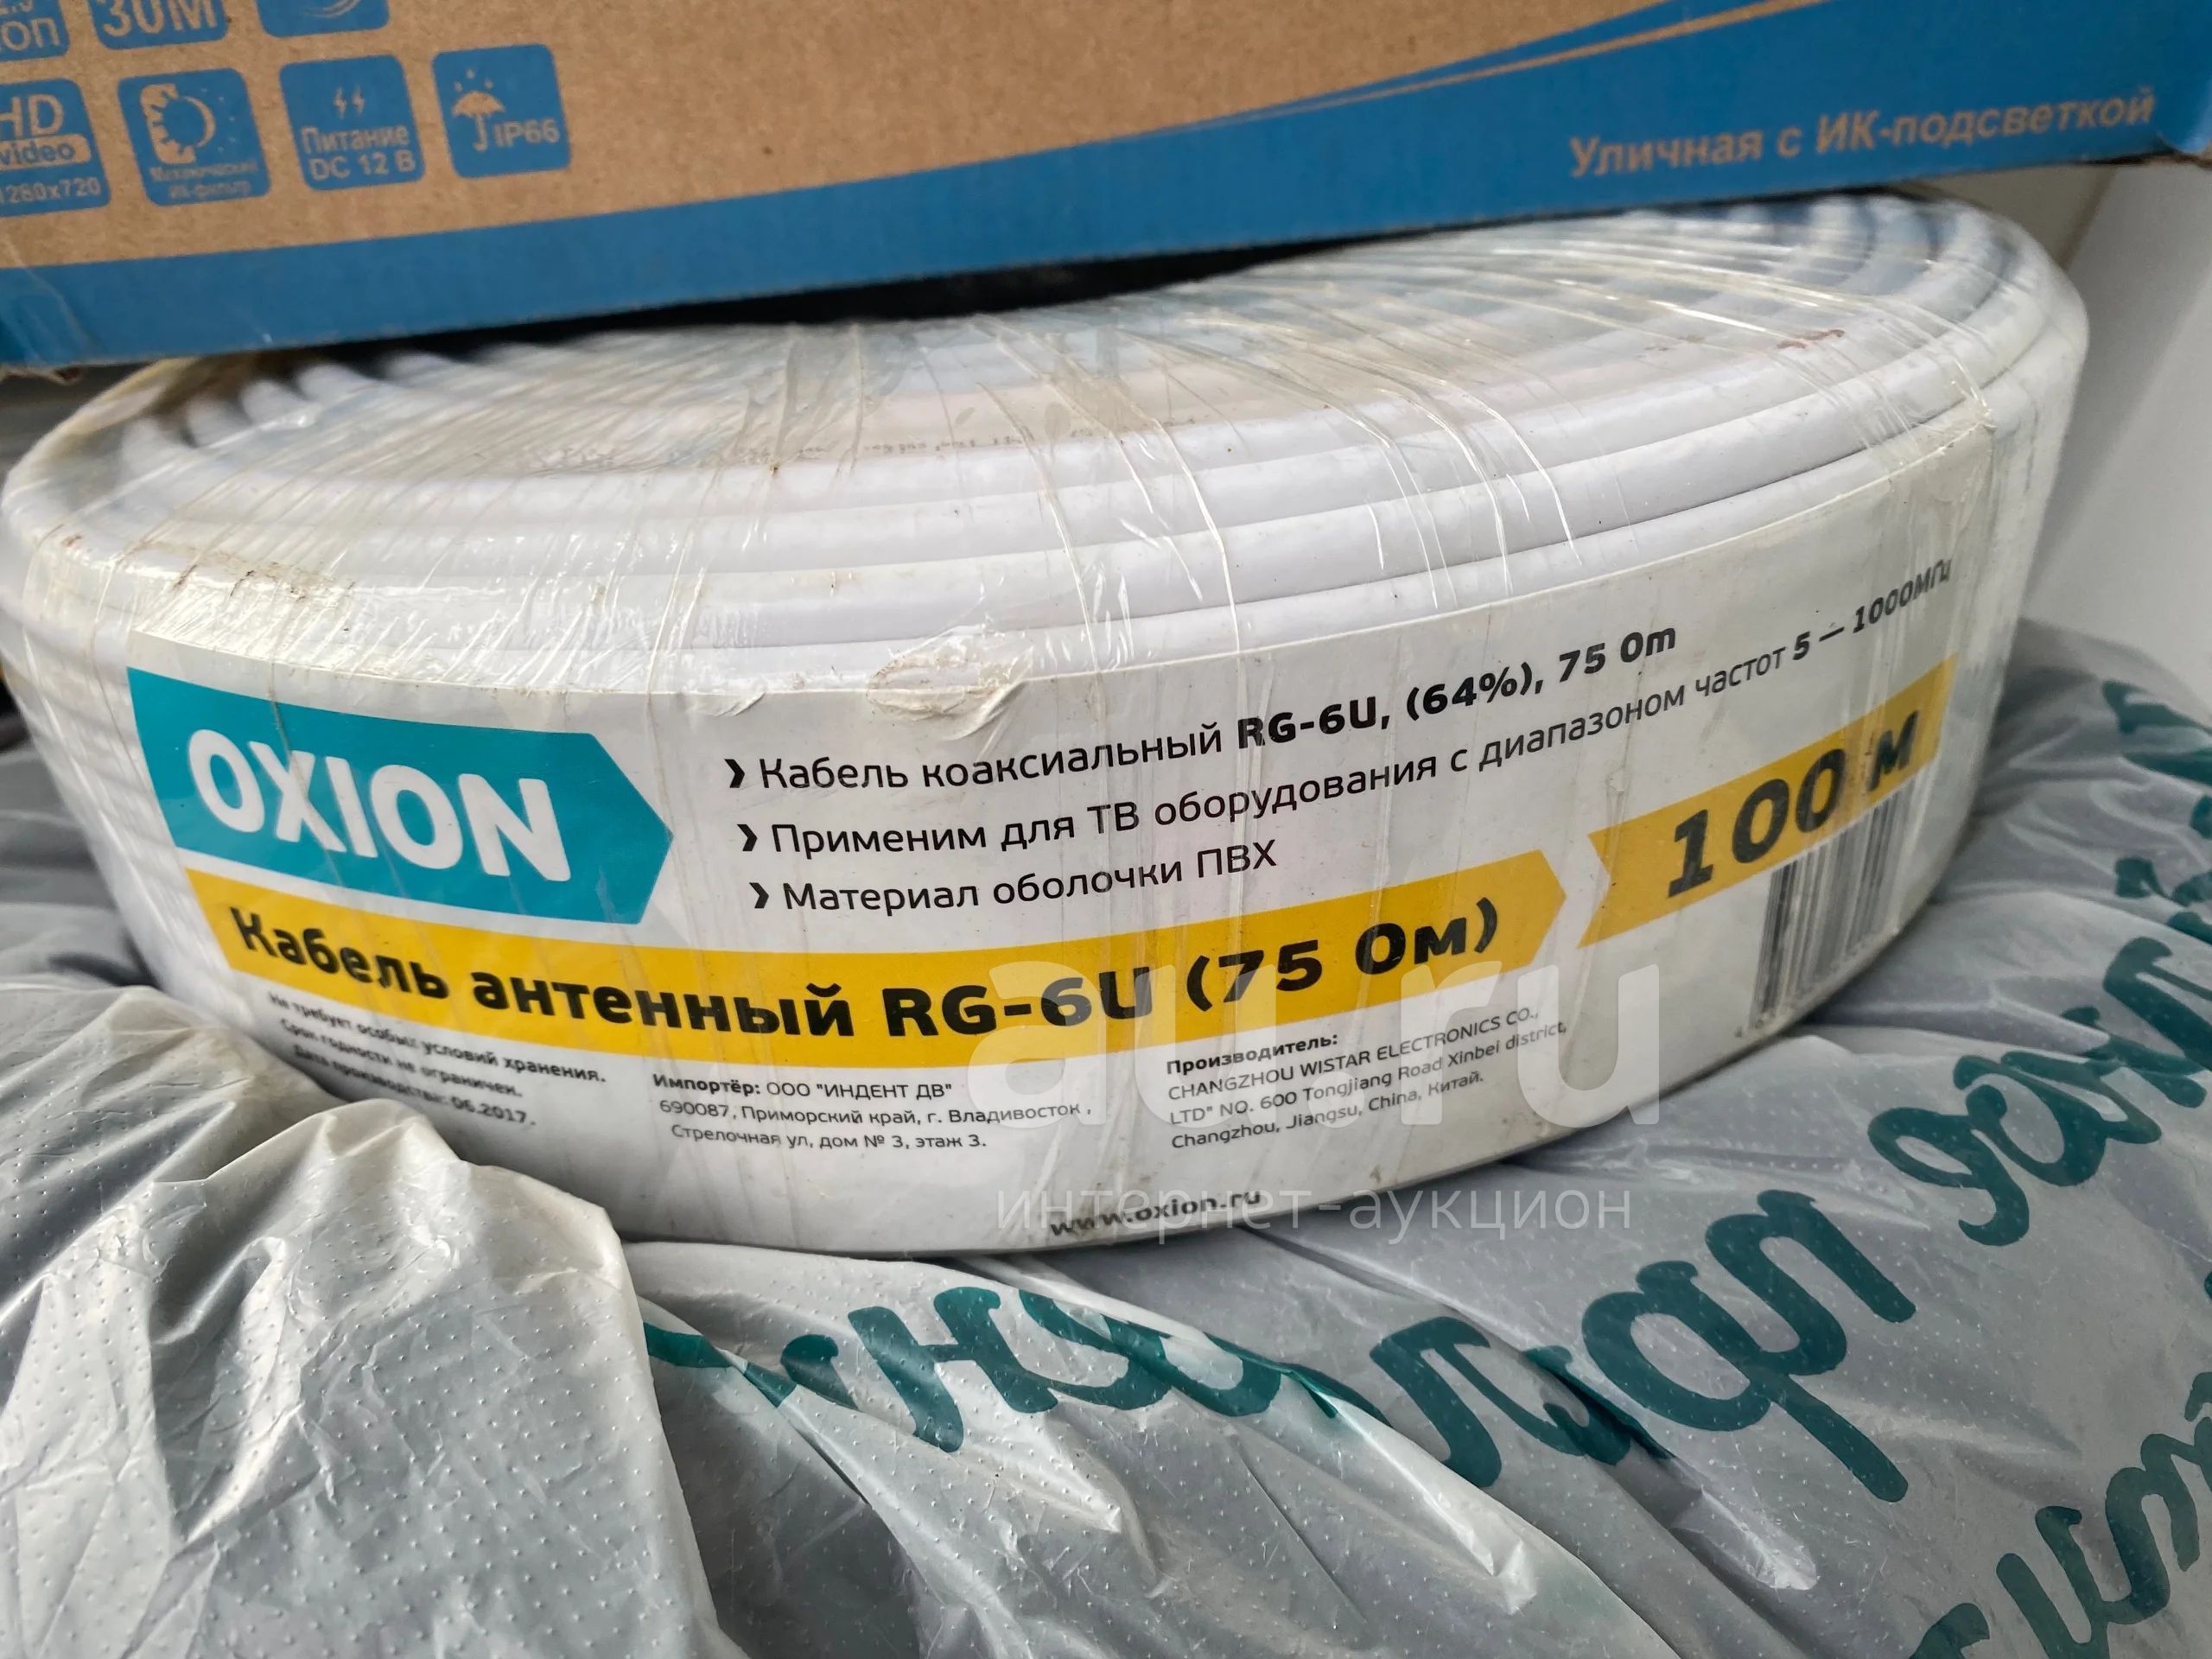 30М
HD
video
1280x720
Механический
ИК-фильтр
Питание
DC 12 В
IP66
Уличная с ИК-подсветкой
OXION
Кабель коаксиальный RG-6U, (64%), 75 Om
Применим для ТВ оборудования с диапазоном частот 5 — 1000МГц
Материал оболочки ПВХ
Кабель антенный RG-6U (75 Ом)
100 м
Не требует особых условий хранения.
Срок годности не ограничен.
Дата производства: 06.2017.
Импортёр: ООО "ИНДЕНТ ДВ"
690087, Приморский край, г. Владивосток,
Стрелочная ул, дом № 3, этаж 3.
Производитель:
CHANGZHOU WISTAR ELECTRONICS CO.,
LTD" NO. 600 Tongjiang Road Xinbei district,
Changzhou, Jiangsu, China, Китай.
www.oxion.ru
au.ru
интернет-аукцион